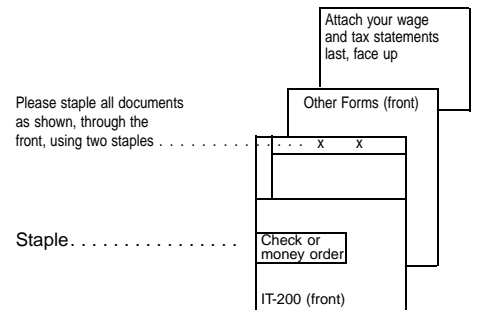 Attach your wage
and tax statements
last, face up
Other Forms (front)
Please staple all documents
as shown, through the
front, using two staples . . . . . . . . . . . . . . x x
Staple. . . . . . . . . . . . . . . . Check or
money order
IT-200 (front)